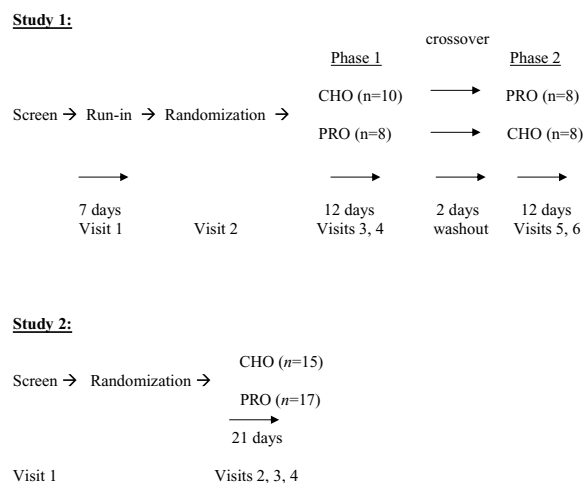 Study 1:
crossover
Phase 1 Phase 2
CHO (n=10) → PRO (n=8)
Screen → Run-in → Randomization →
PRO (n=8) → CHO (n=8)
7 days 12 days 2 days 12 days
Visit 1 Visit 2 Visits 3, 4 washout Visits 5, 6
Study 2:
CHO (n=15)
Screen → Randomization →
PRO (n=17)
21 days
Visit 1 Visits 2, 3, 4